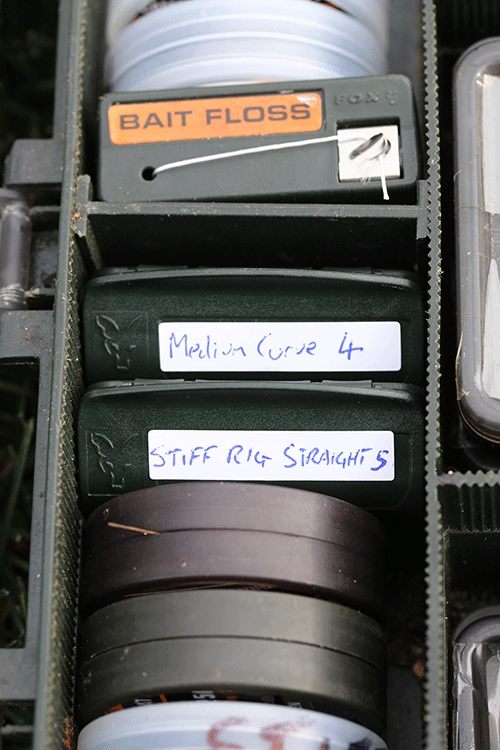 BAIT FLOSS
FOX
Medium Curve 4
STIFF RIG STRAIGHT 5